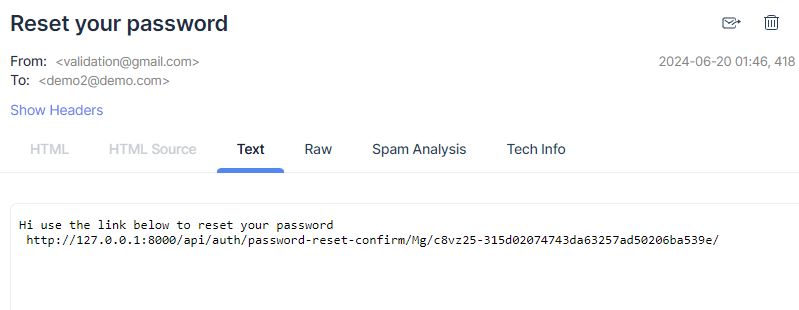 Reset your password
From: <validation@gmail.com>
2024-06-20 01:46, 418
To: <demo2@demo.com>
Show Headers
HTML HTML Source Text Raw Spam Analysis Tech Info
Hi use the link below to reset your password
http://127.0.0.1:8000/api/auth/password-reset-confirm/Mg/c8vz25-315d02074743da63257ad50206ba539e/